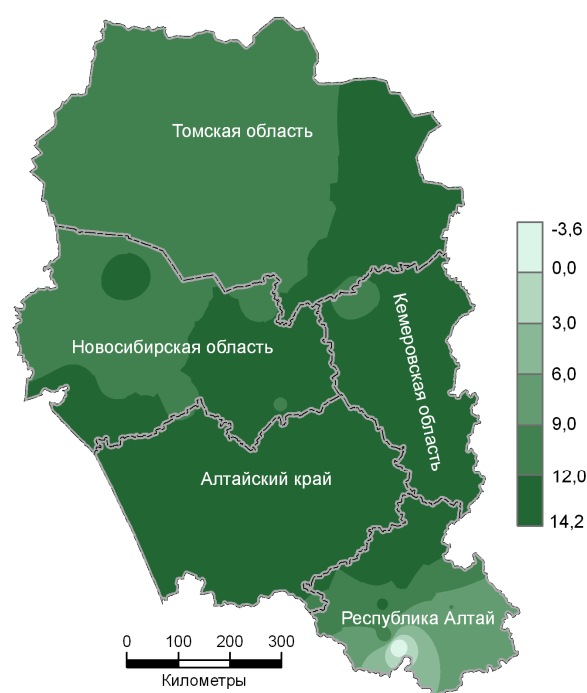 Томская область
-3,6
0,0
3,0
6,0
9,0
12,0
14,2
Новосибирская область
Кемеровская область
Алтайский край
Республика Алтай
0 100 200 300
Километры